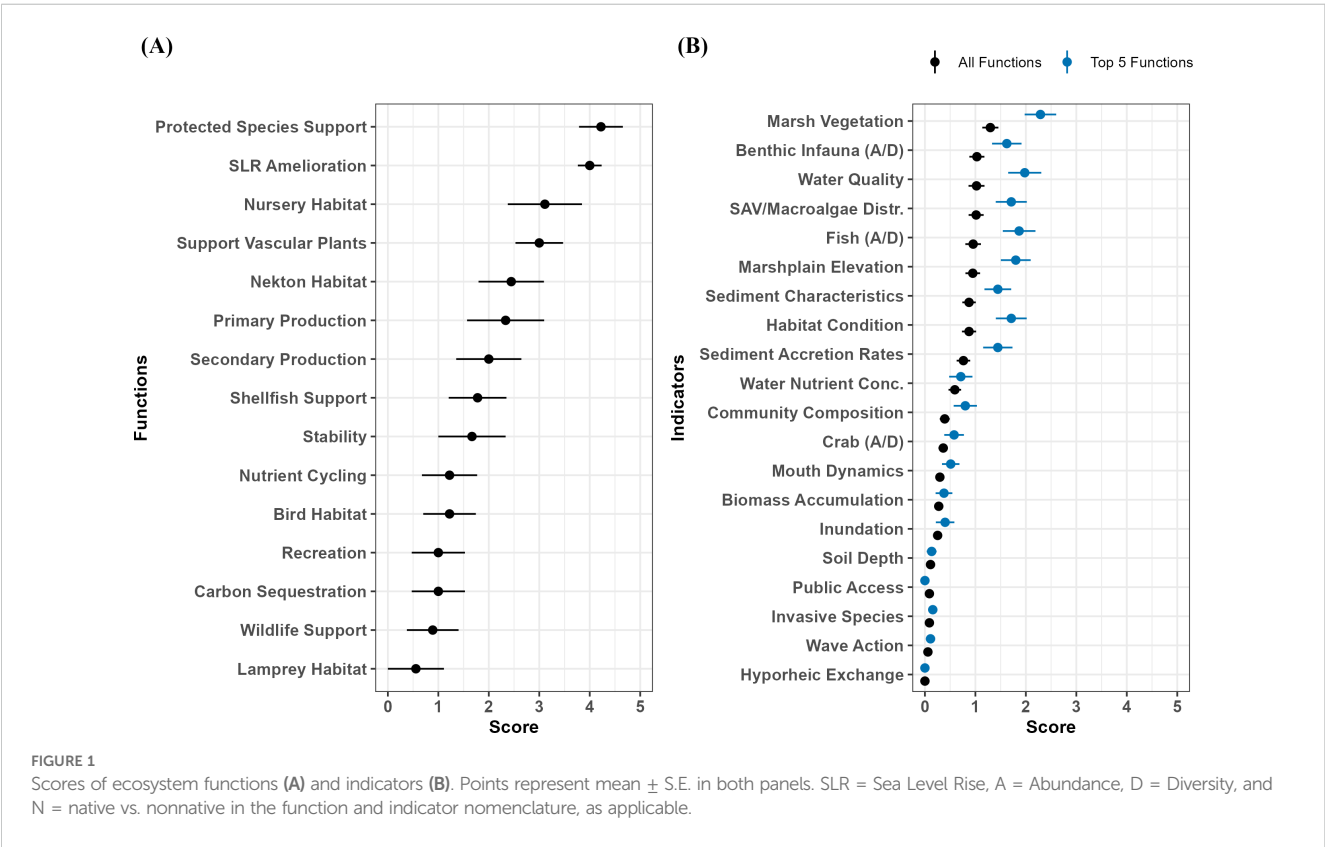 (A)
Functions
Protected Species Support
SLR Amelioration
Nursery Habitat
Support Vascular Plants
Nekton Habitat
Primary Production
Secondary Production
Shellfish Support
Stability
Nutrient Cycling
Bird Habitat
Recreation
Carbon Sequestration
Wildlife Support
Lamprey Habitat
0 1 2 3 4 5
Score
(B)
All Functions Top 5 Functions
Indicators
Marsh Vegetation
Benthic Infauna (A/D)
Water Quality
SAV/Macroalgae Distr.
Fish (A/D)
Marshplain Elevation
Sediment Characteristics
Habitat Condition
Sediment Accretion Rates
Water Nutrient Conc.
Community Composition
Crab (A/D)
Mouth Dynamics
Biomass Accumulation
Inundation
Soil Depth
Public Access
Invasive Species
Wave Action
Hyporheic Exchange
0 1 2 3 4 5
Score
FIGURE 1
Scores of ecosystem functions (A) and indicators (B). Points represent mean ± S.E. in both panels. SLR = Sea Level Rise, A = Abundance, D = Diversity, and
N = native vs. nonnative in the function and indicator nomenclature, as applicable.